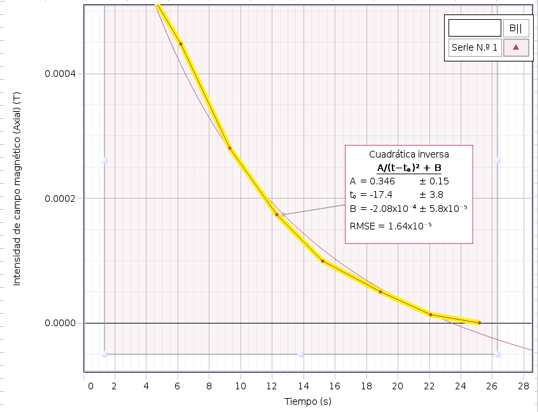 B||
Serie N.º 1
Intensidad de campo magnético (Axial) (T)
0.0004
0.0002
0.0000
Cuadrática inversa
A/(t−t₀)² + B
A = 0.346 ± 0.15
t₀ = -17.4 ± 3.8
B = -2.08x10⁻⁴ ± 5.8x10⁻⁵
RMSE = 1.64x10⁻⁵
0 2 4 6 8 10 12 14 16 18 20 22 24 26 28
Tiempo (s)